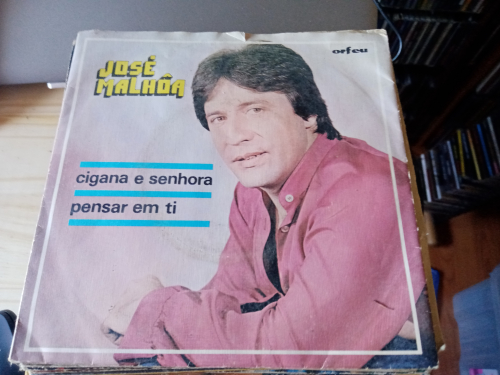 orfeu
JOSÉ
MALHÔA
cigana e senhora
pensar em ti